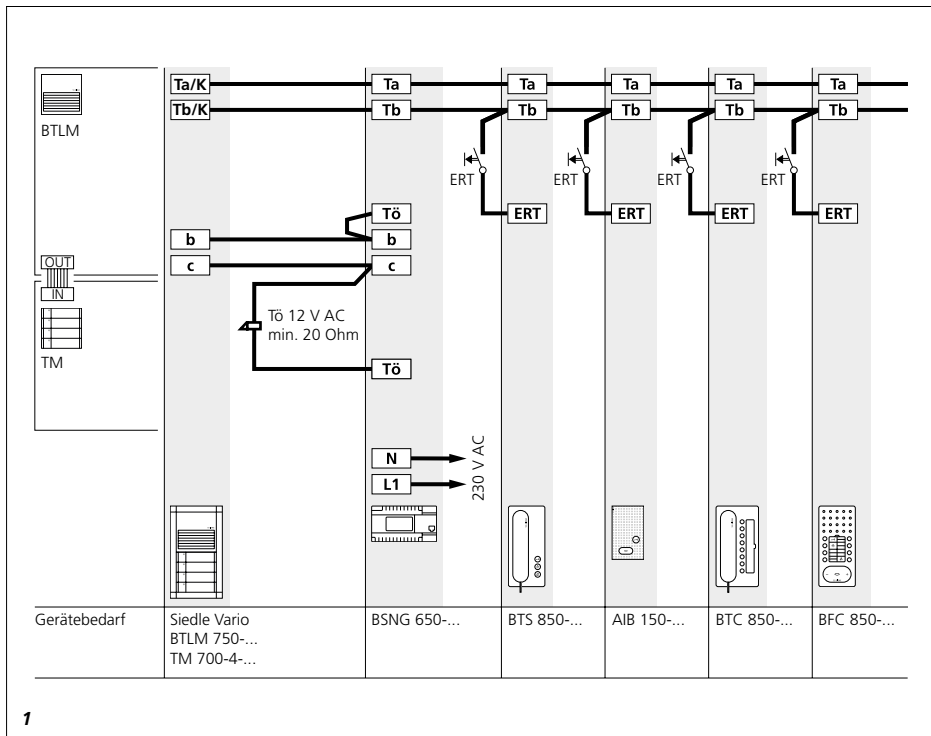 Ta/K Ta Ta Ta Ta Ta
Tb/K Tb Tb Tb Tb Tb
BTLM
ERT ERT ERT ERT
Tö ERT ERT ERT ERT
b b
OUT c c
IN
Tö 12 V AC
min. 20 Ohm
TM
Tö
N
L1
230 V AC
Gerätebedarf Siedle Vario BSNG 650-... BTS 850-... AIB 150-... BTC 850-... BFC 850-...
BTLM 750-...
TM 700-4-...
1